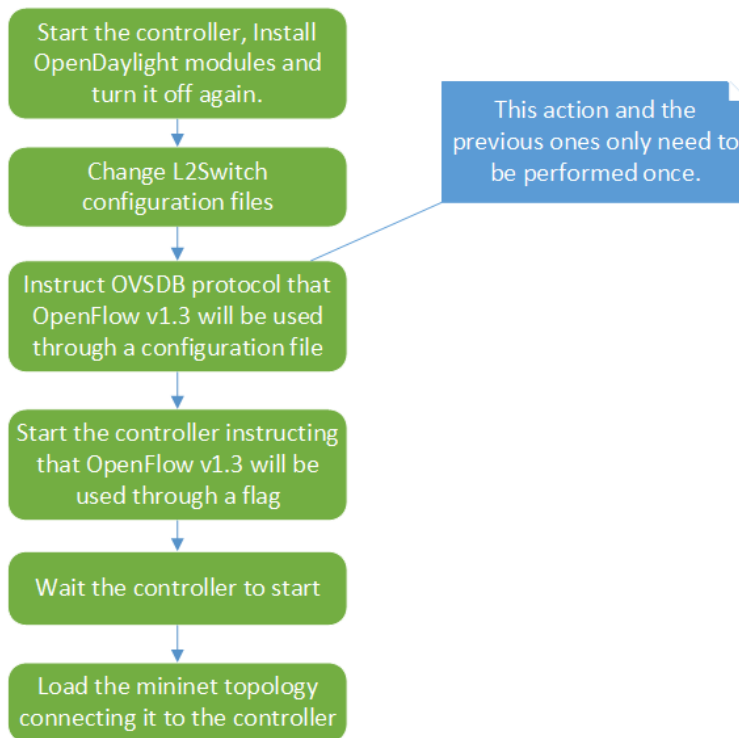 Start the controller, Install
OpenDaylight modules and
turn it off again.
This action and the
previous ones only need to
be performed once.
Change L2Switch
configuration files
Instruct OVSDB protocol that
OpenFlow v1.3 will be used
through a configuration file
Start the controller instructing
that OpenFlow v1.3 will be
used through a flag
Wait the controller to start
Load the mininet topology
connecting it to the controller